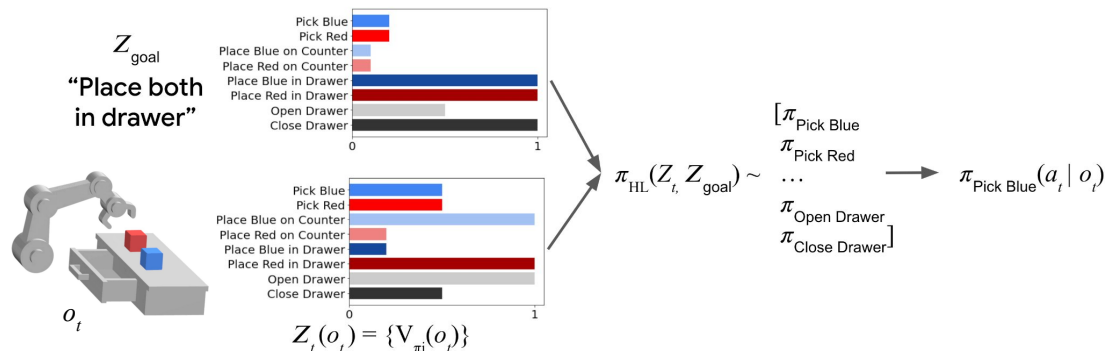 Z_goal
“Place both
in drawer”
Pick Blue
Pick Red
Place Blue on Counter
Place Red on Counter
Place Blue in Drawer
Place Red in Drawer
Open Drawer
Close Drawer
0
1
Pick Blue
Pick Red
Place Blue on Counter
Place Red on Counter
Place Blue in Drawer
Place Red in Drawer
Open Drawer
Close Drawer
0
1
o_t
Z_t(o_t) = {V_πi(o_t)}
π_HL(Z_t, Z_goal) ~
[π_Pick Blue
π_Pick Red
...
π_Open Drawer
π_Close Drawer]
π_Pick Blue(a_t | o_t)